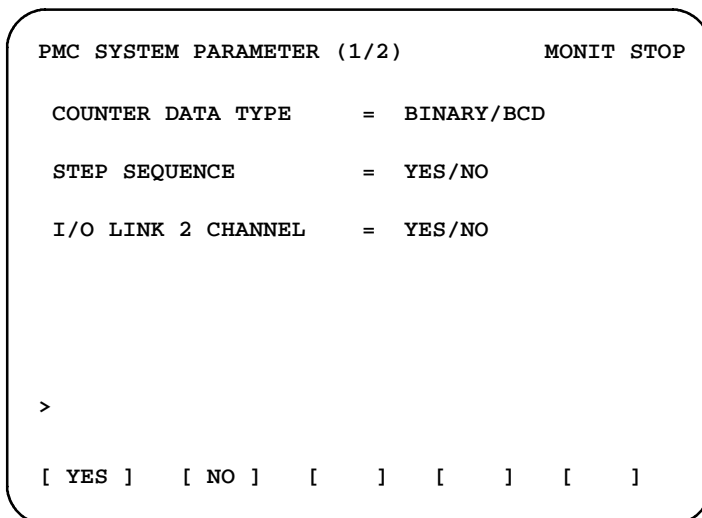 PMC SYSTEM PARAMETER (1/2) MONIT STOP
COUNTER DATA TYPE = BINARY/BCD
STEP SEQUENCE = YES/NO
I/O LINK 2 CHANNEL = YES/NO
>
[ YES ] [ NO ] [ ] [ ] [ ]